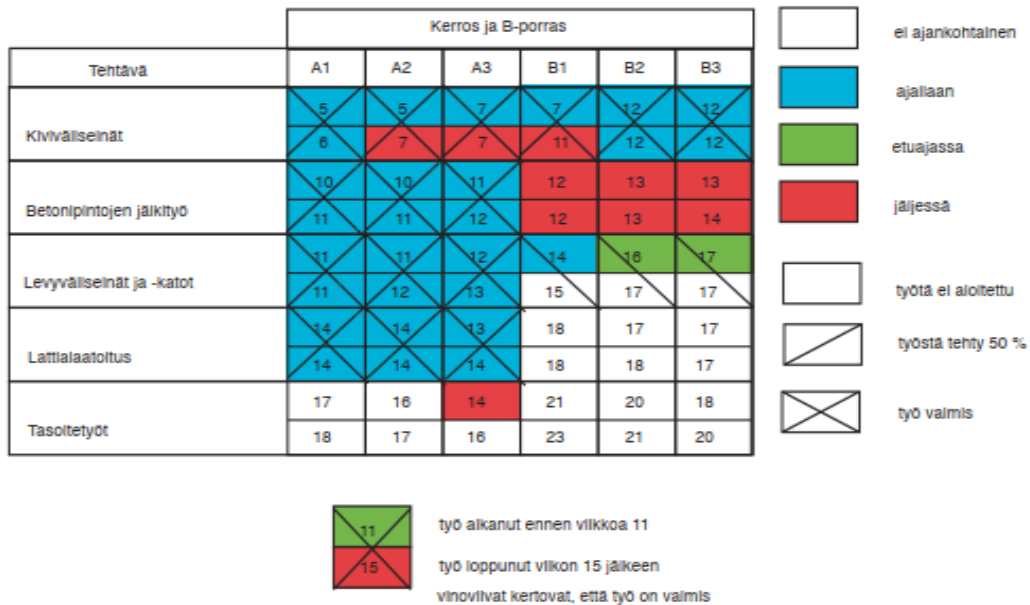 Kerros ja B-porras
Tehtävä A1 A2 A3 B1 B2 B3
Kiviväliseinät
5 5 7 7 12 12
6 7 7 11 12 12
Betonipintojen jälkityö
10 10 11 12 13 13
11 11 12 12 13 14
Levyväliseinät ja -katot
11 11 12 14 16 17
11 12 13 15 17 17
Lattialaatoitus
14 14 13 18 17 17
14 14 14 18 18 17
Tasoitetyöt
17 16 14 21 20 18
18 17 16 23 21 20
ei ajankohtainen
ajallaan
etuajassa
jäljessä
työtä ei aloitettu
työstä tehty 50 %
työ valmis
11 työ alkanut ennen viikkoa 11
15 työ loppunut viikon 15 jälkeen
vinoviivat kertovat, että työ on valmis